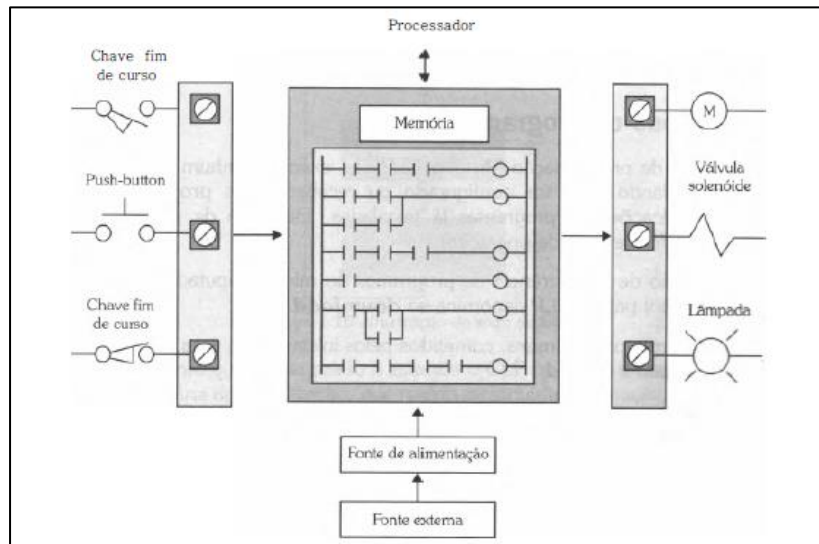 Processador
Chave fim
de curso
Memória
M
Push-button
Válvula
solenóide
Chave fim
de curso
Lâmpada
Fonte de alimentação
Fonte externa